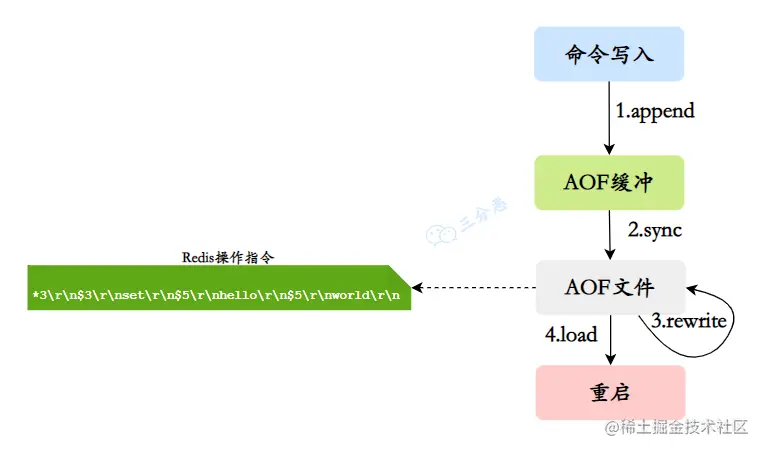 命令写入
1.append
AOF缓冲
三分恶
2.sync
Redis操作指令
*3\r\n$3\r\nset\r\n$5\r\nhello\r\n$5\r\nworld\r\n
AOF文件
3.rewrite
4.load
重启
@稀土掘金技术社区